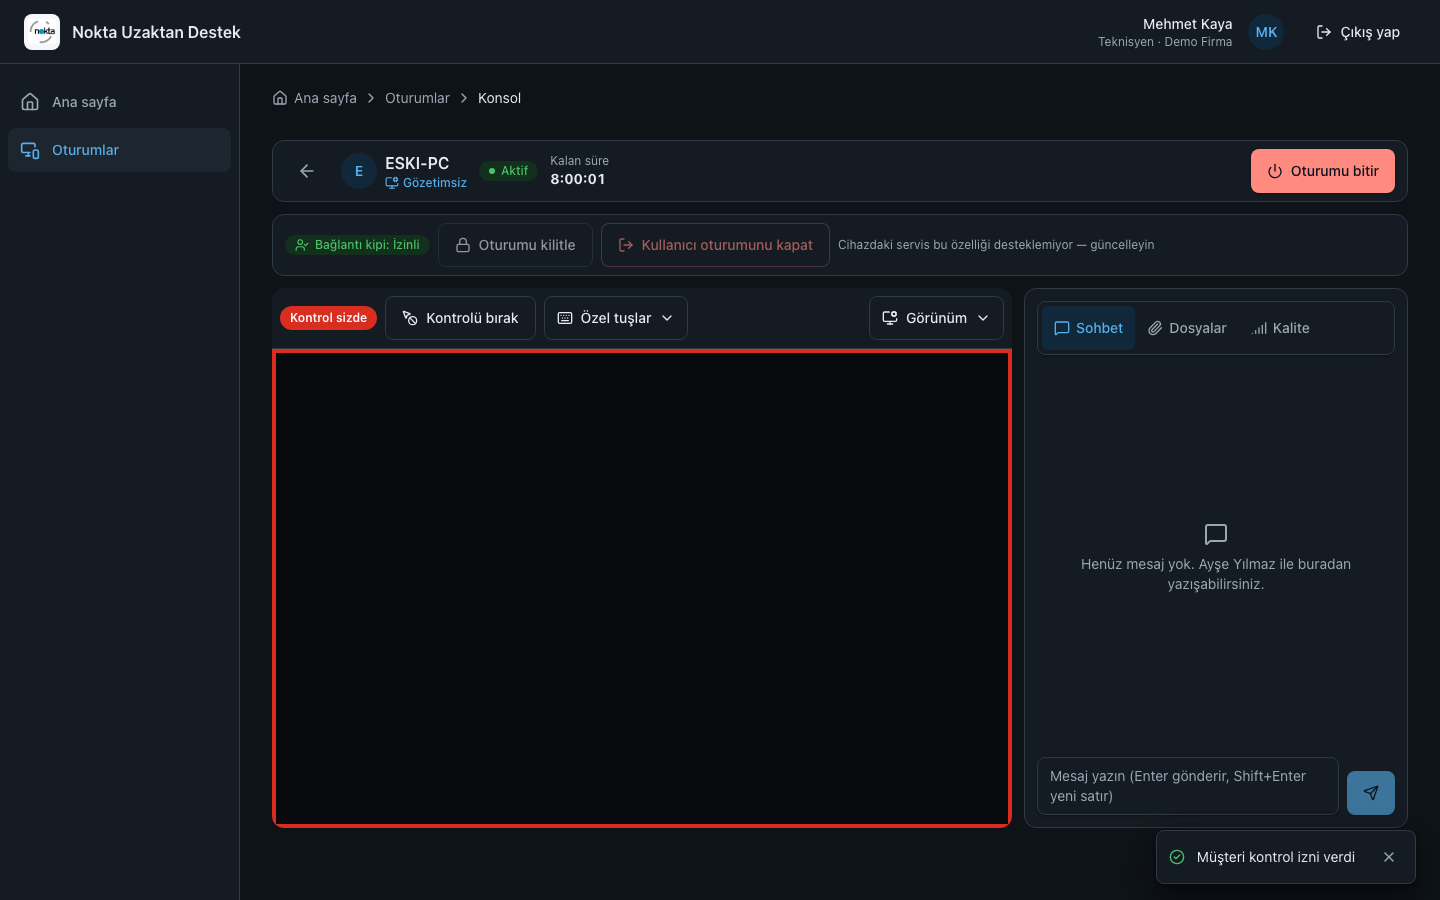 nokta
Nokta Uzaktan Destek
Mehmet Kaya
Teknisyen · Demo Firma
MK
Çıkış yap
Ana sayfa
Oturumlar
Ana sayfa > Oturumlar > Konsol
E
ESKI-PC
Gözetimsiz
Aktif
Kalan süre
8:00:01
Oturumu bitir
Bağlantı kipi: İzinli
Oturumu kilitle
Kullanıcı oturumunu kapat
Cihazdaki servis bu özelliği desteklemiyor — güncelleyin
Kontrol sizde
Kontrolü bırak
Özel tuşlar
Görünüm
Sohbet
Dosyalar
Kalite
Henüz mesaj yok. Ayşe Yılmaz ile buradan
yazışabilirsiniz.
Mesaj yazın (Enter gönderir, Shift+Enter
yeni satır)
Müşteri kontrol izni verdi